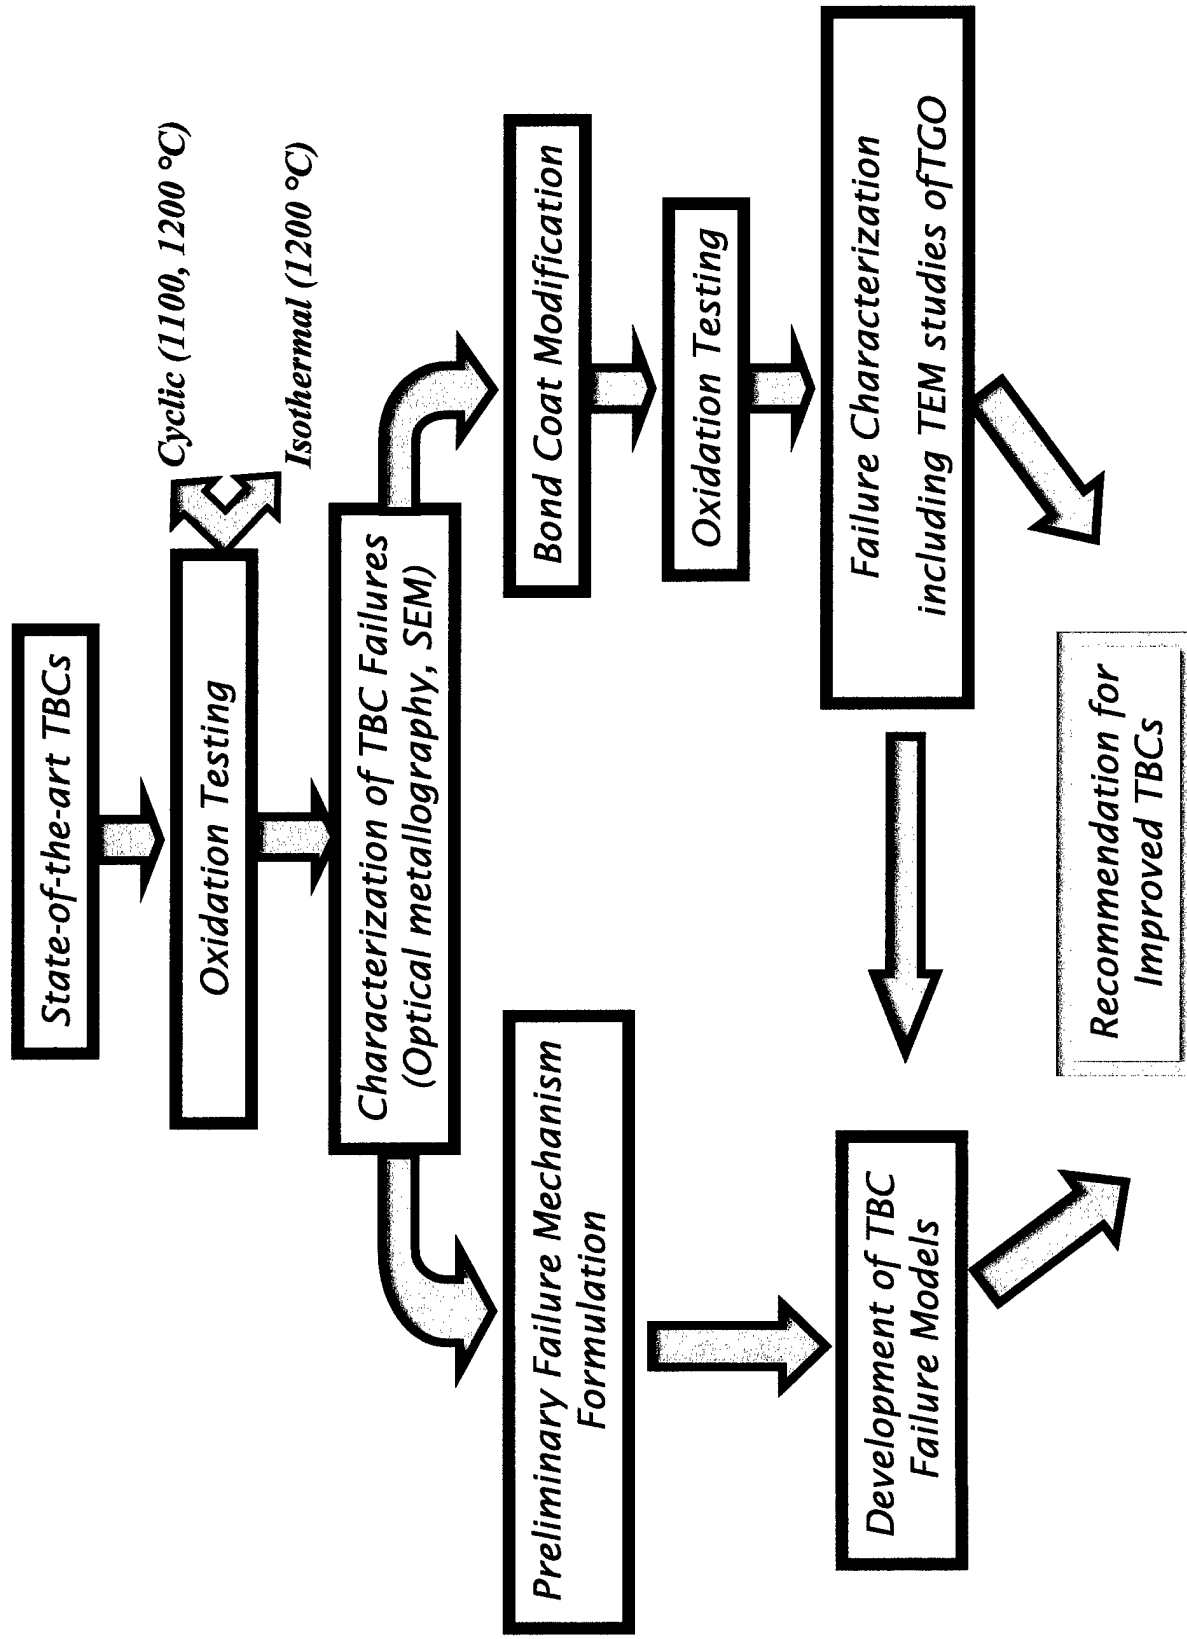 State-of-the-art TBCs
Oxidation Testing
Cyclic (1100, 1200 °C)
Isothermal (1200 °C)
Characterization of TBC Failures
(Optical metallography, SEM)
Preliminary Failure Mechanism
Formulation
Bond Coat Modification
Oxidation Testing
Development of TBC
Failure Models
Failure Characterization
including TEM studies ofTGO
Recommendation for
Improved TBCs